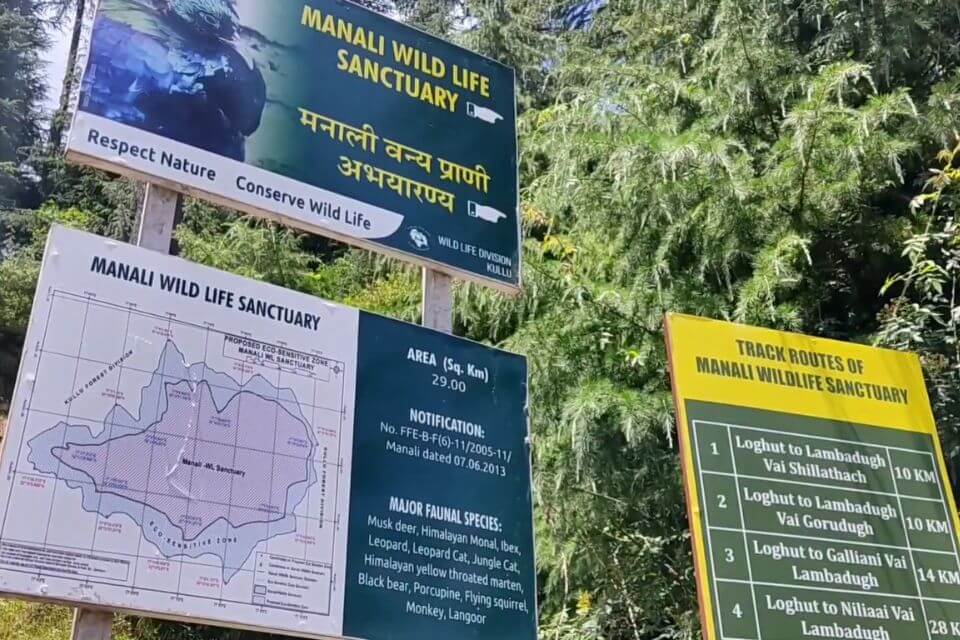 MANALI WILD LIFE
SANCTUARY
मनाली वन्य प्राणी
अभयारण्य
Respect Nature Conserve Wild Life
WILD LIFE DIVISION
KULLU
MANALI WILD LIFE SANCTUARY
PROPOSED ECO-SENSITIVE ZONE
MANALI WL SANCTUARY
KULLU FOREST DIVISION
Manali -WL Sanctuary
KULLU FOREST DIVISION
ECO-SENSITIVE ZONE
AREA (Sq. Km)
29.00
NOTIFICATION:
No. FFE-B-F(6)-11/2005-11/
Manali dated 07.06.2013
MAJOR FAUNAL SPECIES:
Musk deer, Himalayan Monal, Ibex,
Leopard, Leopard Cat, Jungle Cat,
Himalayan yellow throated marten,
Black bear, Porcupine, Flying squirrel,
Monkey, Langoor
TRACK ROUTES OF
MANALI WILDLIFE SANCTUARY
1 Loghut to Lambadugh
Vai Shillathach 10 KM
2 Loghut to Lambadugh
Vai Gorudugh 10 KM
3 Loghut to Galliani Vai
Lambadugh 14 KM
4 Loghut to Niliaai Vai
Lambadugh 28 K